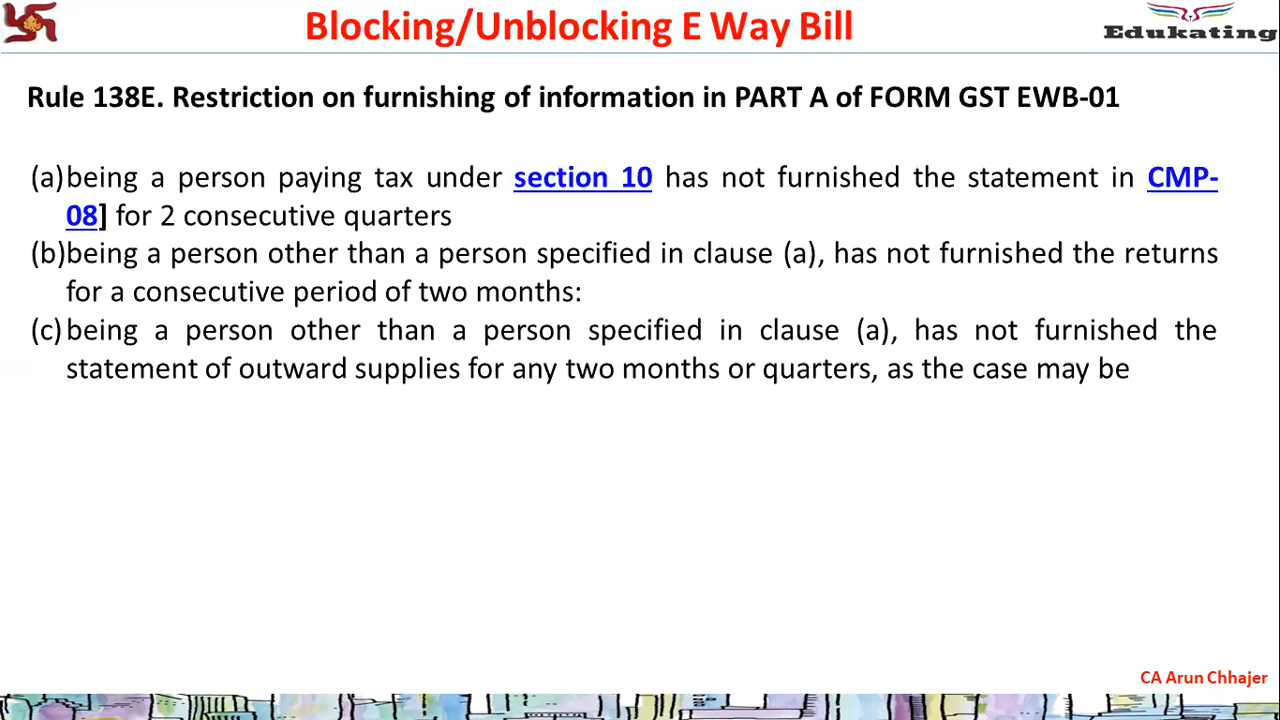 Blocking/Unblocking E Way Bill
Edukating
Rule 138E. Restriction on furnishing of information in PART A of FORM GST EWB-01
(a) being a person paying tax under section 10 has not furnished the statement in CMP-
08] for 2 consecutive quarters
(b) being a person other than a person specified in clause (a), has not furnished the returns
for a consecutive period of two months:
(c) being a person other than a person specified in clause (a), has not furnished the
statement of outward supplies for any two months or quarters, as the case may be
CA Arun Chhajer